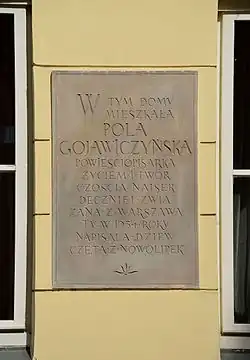 W TYM DOMU
MIESZKAŁA
POLA
GOJAWICZYŃSKA
POWIEŚCIOPISARKA
ŻYCIEM I TWÓR
CZOŚCIĄ NAJSER
DECZNIEJ ZWIĄ
ZANA Z WARSZAWĄ
TU W 1934 ROKU
NAPISAŁA DZIEW
CZĘTA Z NOWOLIPEK